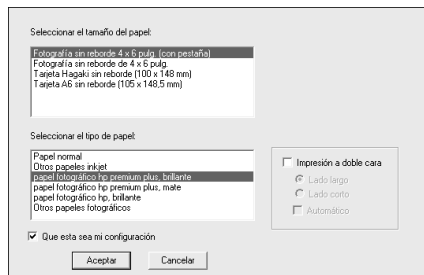 Seleccionar el tamaño del papel:
Fotografía sin reborde 4 x 6 pulg. (con pestaña)
Fotografía sin reborde de 4 x 6 pulg.
Tarjeta Hagaki sin reborde (100 x 148 mm)
Tarjeta A6 sin reborde (105 x 148,5 mm)
Seleccionar el tipo de papel:
Papel normal
Otros papeles inkjet
papel fotográfico hp premium plus, brillante
papel fotográfico hp premium plus, mate
papel fotográfico hp, brillante
Otros papeles fotográficos
Impresión a doble cara
Lado largo
Lado corto
Automático
Que esta sea mi configuración
Aceptar
Cancelar